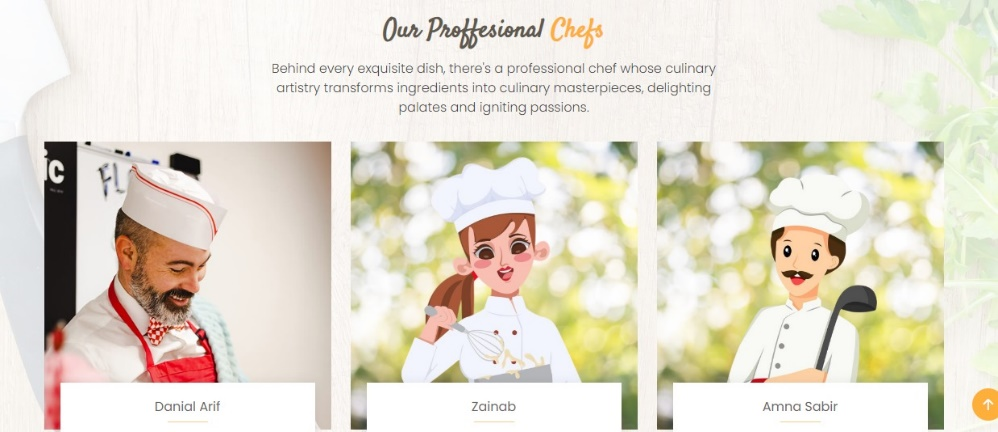 Our Proffesional Chefs
Behind every exquisite dish, there's a professional chef whose culinary
artistry transforms ingredients into culinary masterpieces, delighting
palates and igniting passions.
ic
FL
Danial Arif
Zainab
Amna Sabir